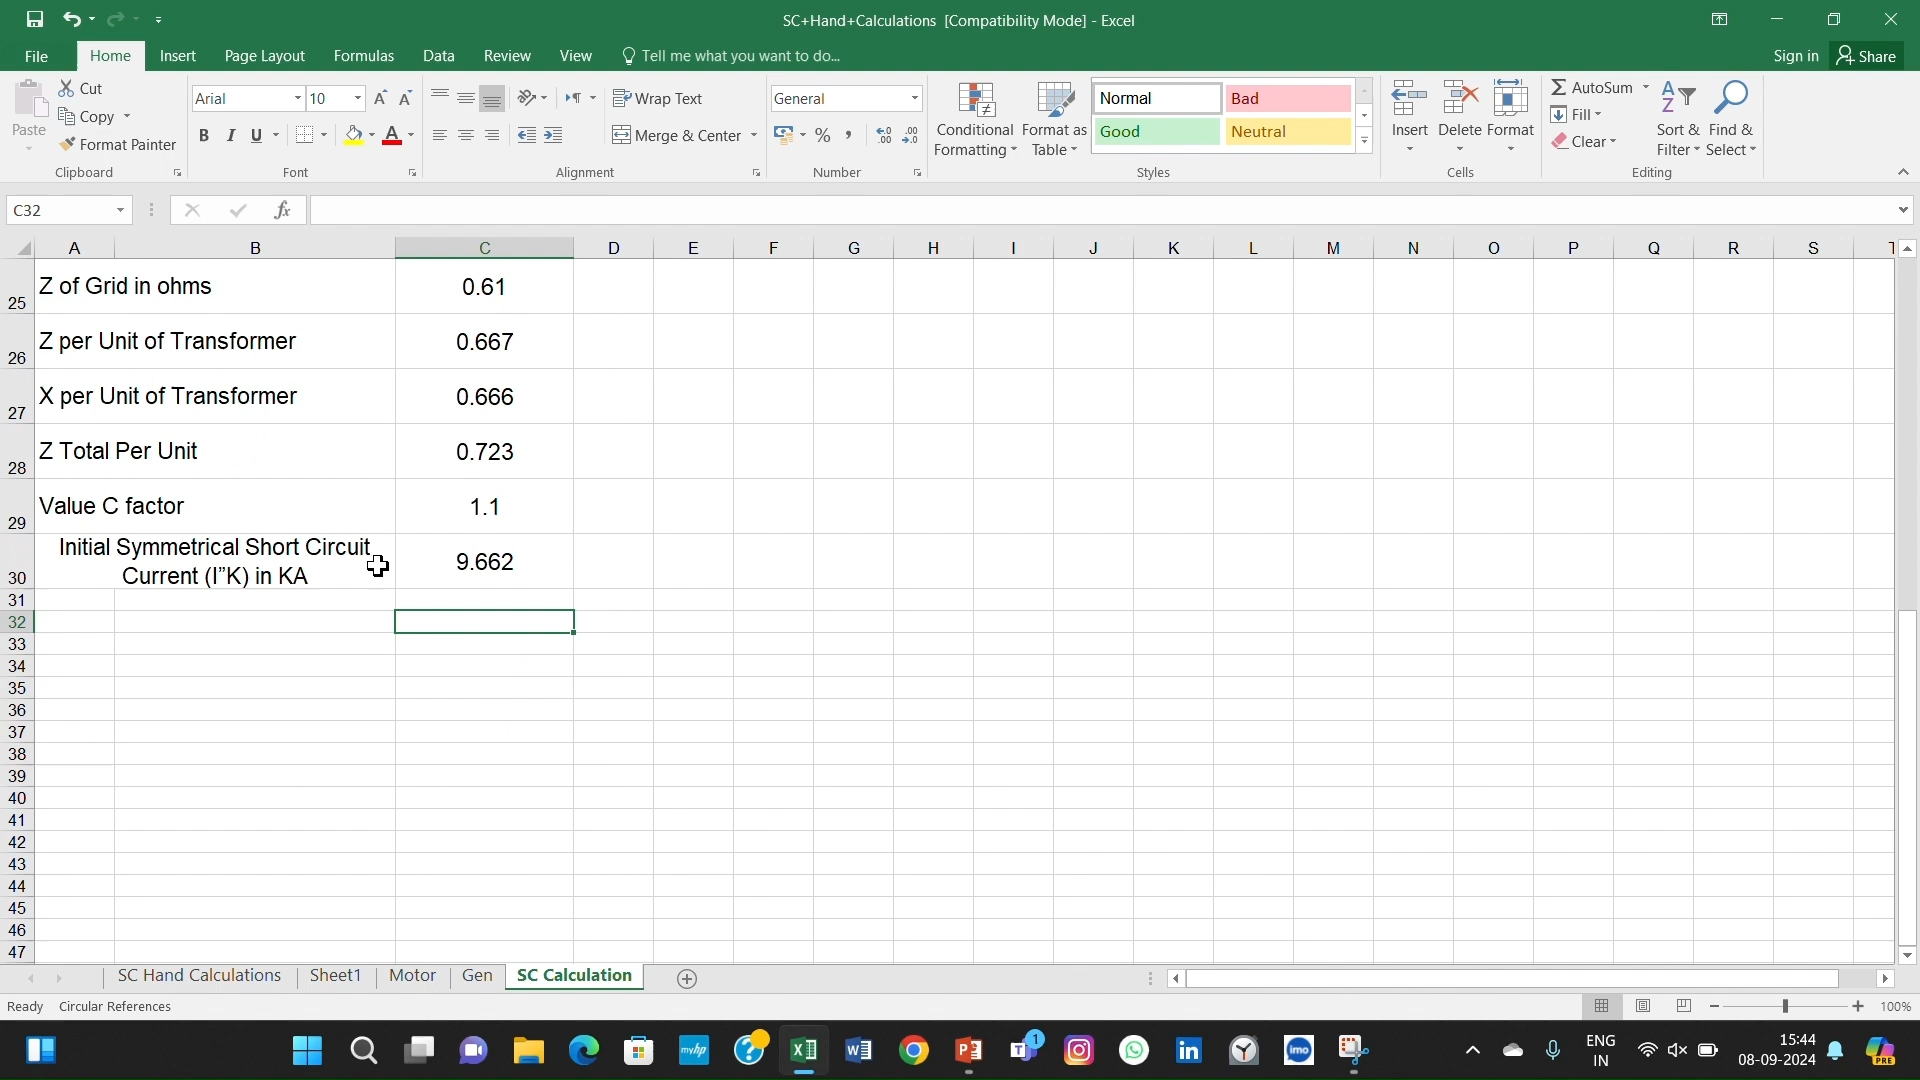 SC+Hand+Calculations [Compatibility Mode] - Excel
File Home Insert Page Layout Formulas Data Review View Tell me what you want to do... Sign in Share
Paste
Cut
Copy
Format Painter
Clipboard
Arial 10
B I U
Font
Wrap Text
Merge & Center
Alignment
General
Number
Conditional Formatting
Format as Table
Normal Bad
Good Neutral
Styles
Insert Delete Format
Cells
AutoSum
Fill
Clear
Sort & Filter
Find & Select
Editing
C32 fx
A B C D E F G H I J K L M N O P Q R S
25 Z of Grid in ohms 0.61
26 Z per Unit of Transformer 0.667
27 X per Unit of Transformer 0.666
28 Z Total Per Unit 0.723
29 Value C factor 1.1
30 Initial Symmetrical Short Circuit
Current (I”K) in KA 9.662
31
32
33
34
35
36
37
38
39
40
41
42
43
44
45
46
47
SC Hand Calculations Sheet1 Motor Gen SC Calculation
Ready Circular References 100%
ENG
IN
15:44
08-09-2024